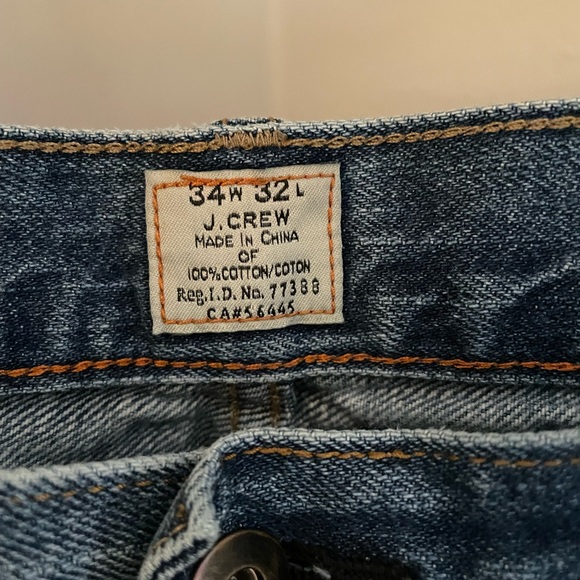 34W 32L
J.CREW
MADE IN CHINA
OF
100%COTTON/COTON
Reg.I.D. No. 77388
CA#56445